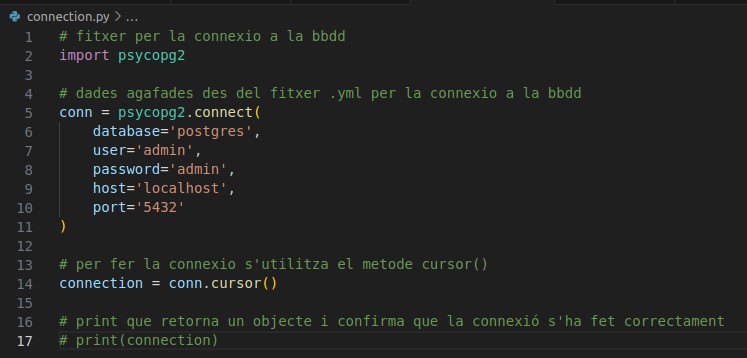 connection.py > ...
1 # fitxer per la connexio a la bbdd
2 import psycopg2
3
4 # dades agafades des del fitxer .yml per la connexio a la bbdd
5 conn = psycopg2.connect(
6     database='postgres',
7     user='admin',
8     password='admin',
9     host='localhost',
10     port='5432'
11 )
12
13 # per fer la connexio s'utilitza el metode cursor()
14 connection = conn.cursor()
15
16 # print que retorna un objecte i confirma que la connexió s'ha fet correctament
17 # print(connection)